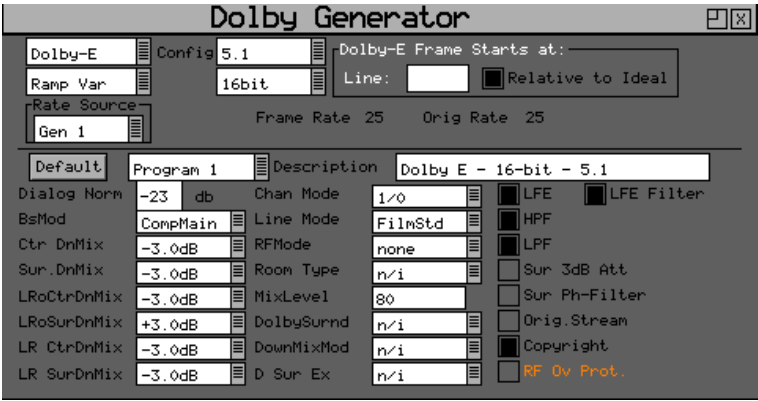 Dolby Generator
Dolby-E Config 5.1 Dolby-E Frame Starts at:
Ramp Var 16bit Line: Relative to Ideal
Rate Source
Gen 1 Frame Rate 25 Orig Rate 25
Default Program 1 Description Dolby E - 16-bit - 5.1
Dialog Norm -23 db Chan Mode 1/0 LFE LFE Filter
BsMod CompMain Line Mode FilmStd HPF
Ctr DnMix -3.0dB RFMode none LPF
Sur.DnMix -3.0dB Room Type n/i Sur 3dB Att
LRoCtrDnMix -3.0dB MixLevel 80 Sur Ph-Filter
LRoSurDnMix +3.0dB DolbySurnd n/i Orig.Stream
LR CtrDnMix -3.0dB DownMixMod n/i Copyright
LR SurDnMix -3.0dB D Sur Ex n/i RF Ov Prot.